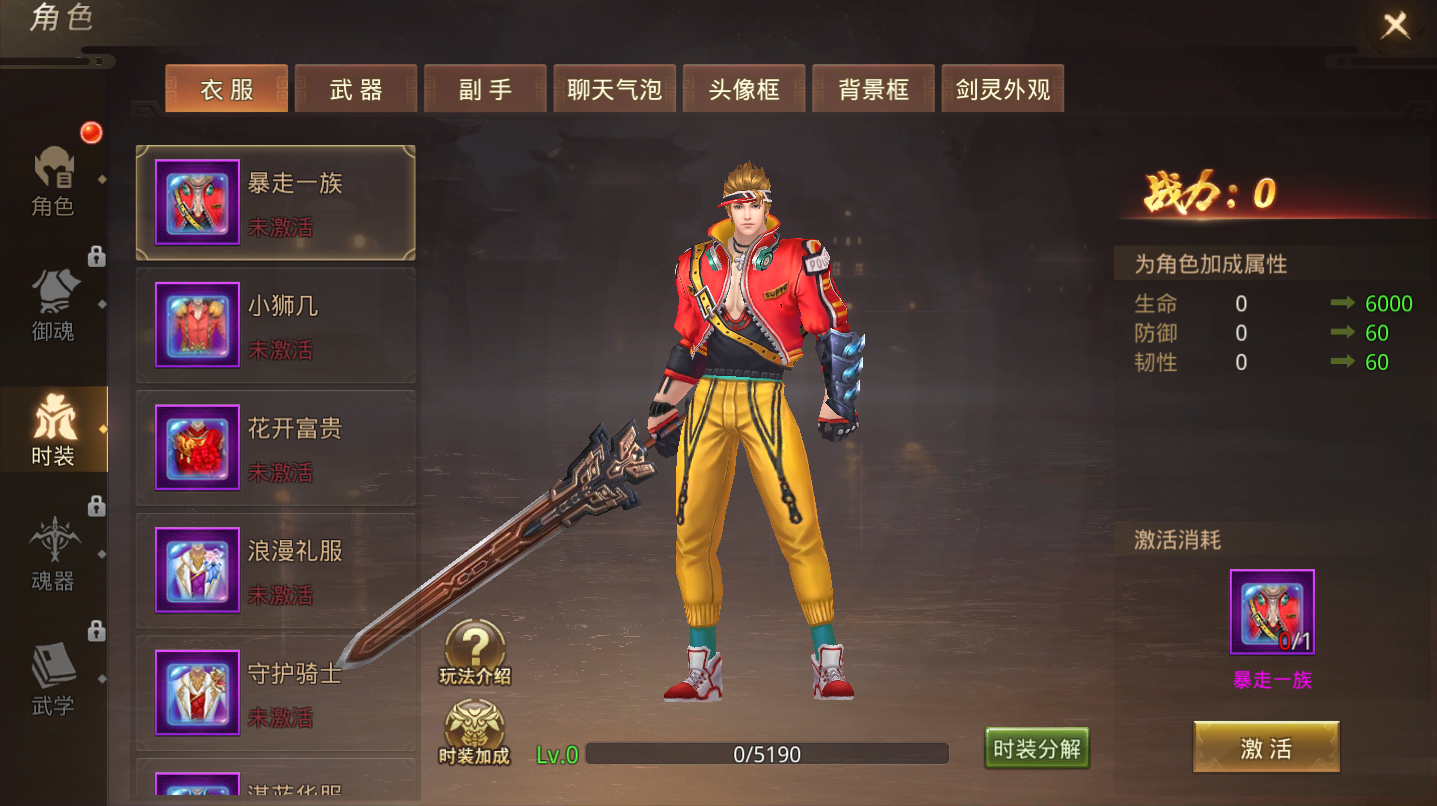 角色
衣服 武器 副手 聊天气泡 头像框 背景框 剑灵外观
角色
御魂
时装
魂器
武学
暴走一族
未激活
小狮几
未激活
花开富贵
未激活
浪漫礼服
未激活
守护骑士
未激活
POW
玩法介绍
时装加成
Lv.0
0/5190
时装分解
战力：0
为角色加成属性
生命 0 6000
防御 0 60
韧性 0 60
激活消耗
0/1
暴走一族
激活